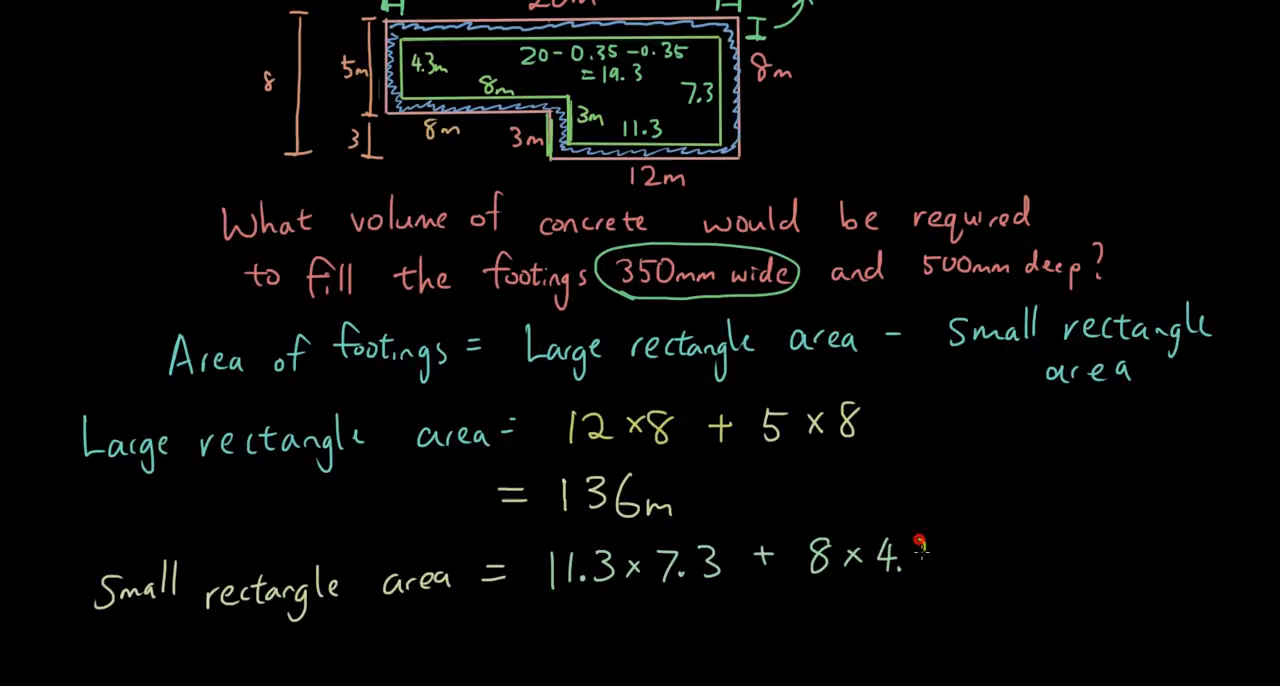 20m
8
5m
4.3m
20 - 0.35 - 0.35
= 19.3
8m
8m
7.3
3m
11.3
3
8m
3m
12m
What volume of concrete would be required
to fill the footings 350mm wide and 500mm deep?
Area of footings = Large rectangle area - Small rectangle
area
Large rectangle area = 12 × 8 + 5 × 8
= 136m
Small rectangle area = 11.3 × 7.3 + 8 × 4.